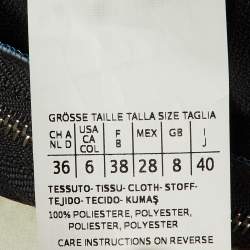 GRÖSSE TAILLE TALLA SIZE TAGLIA
CH A NL D USA CA COL F B MEX GB I J
36 6 38 28 8 40
TESSUTO- TISSU- CLOTH- STOFF-
TEJIDO- TECIDO- KUMAŞ
100% POLIESTERE, POLYESTER,
POLIESTER, POLYESTER
CARE INSTRUCTIONS ON REVERSE